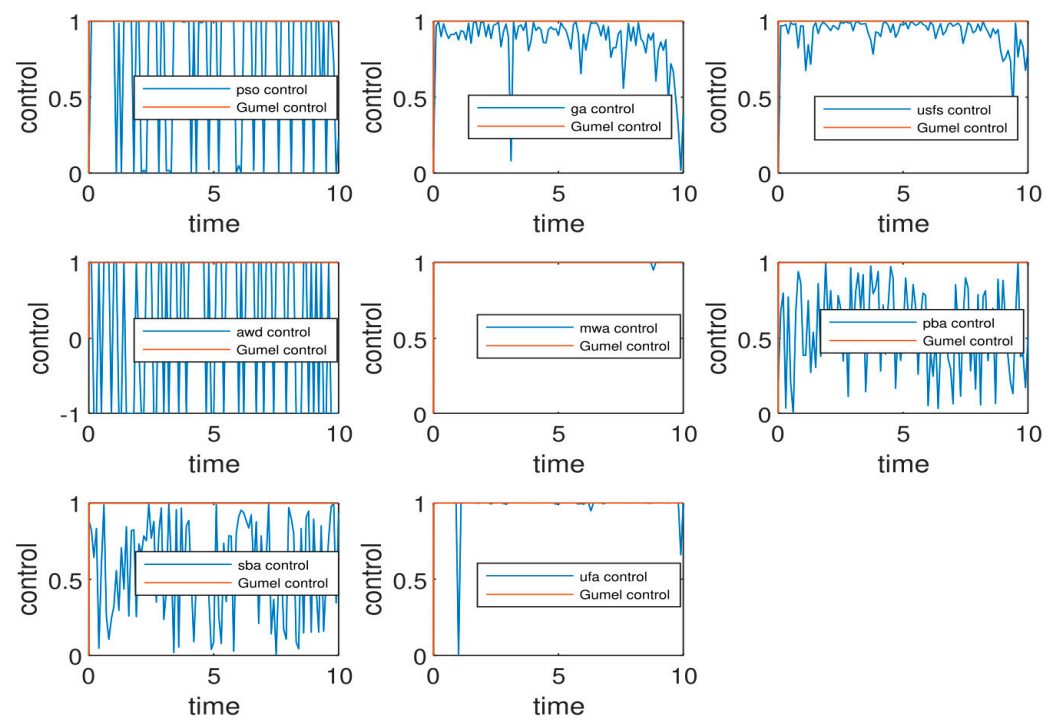 1
0.5
0
control
pso control
Gumel control
0
5
10
time
1
0.5
0
control
ga control
Gumel control
0
5
10
time
1
0.5
0
control
usfs control
Gumel control
0
5
10
time
1
0
-1
control
awd control
Gumel control
0
5
10
time
1
0.5
0
control
mwa control
Gumel control
0
5
10
time
1
0.5
0
control
pba control
Gumel control
0
5
10
time
1
0.5
0
control
sba control
Gumel control
0
5
10
time
1
0.5
0
control
ufa control
Gumel control
0
5
10
time